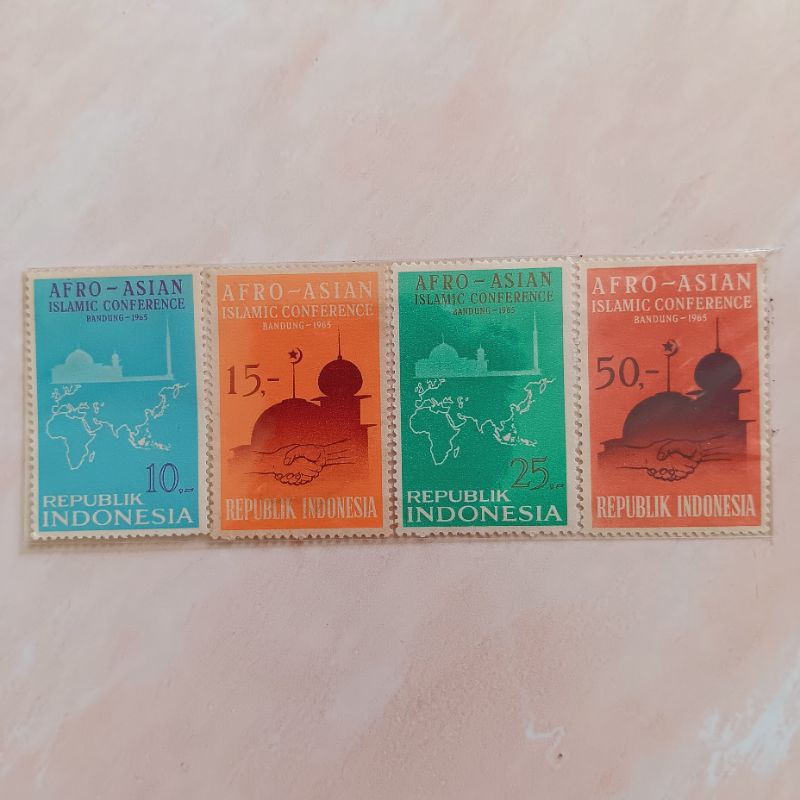 AFRO-ASIAN
ISLAMIC CONFERENCE
BANDUNG-1965
10
REPUBLIK
INDONESIA
AFRO-ASIAN
ISLAMIC CONFERENCE
BANDUNG-1965
15,-
REPUBLIK INDONESIA
AFRO-ASIAN
ISLAMIC CONFERENCE
BANDUNG-1965
25
REPUBLIK
INDONESIA
AFRO-ASIAN
ISLAMIC CONFERENCE
BANDUNG-1965
50,-
REPUBLIK INDONESIA